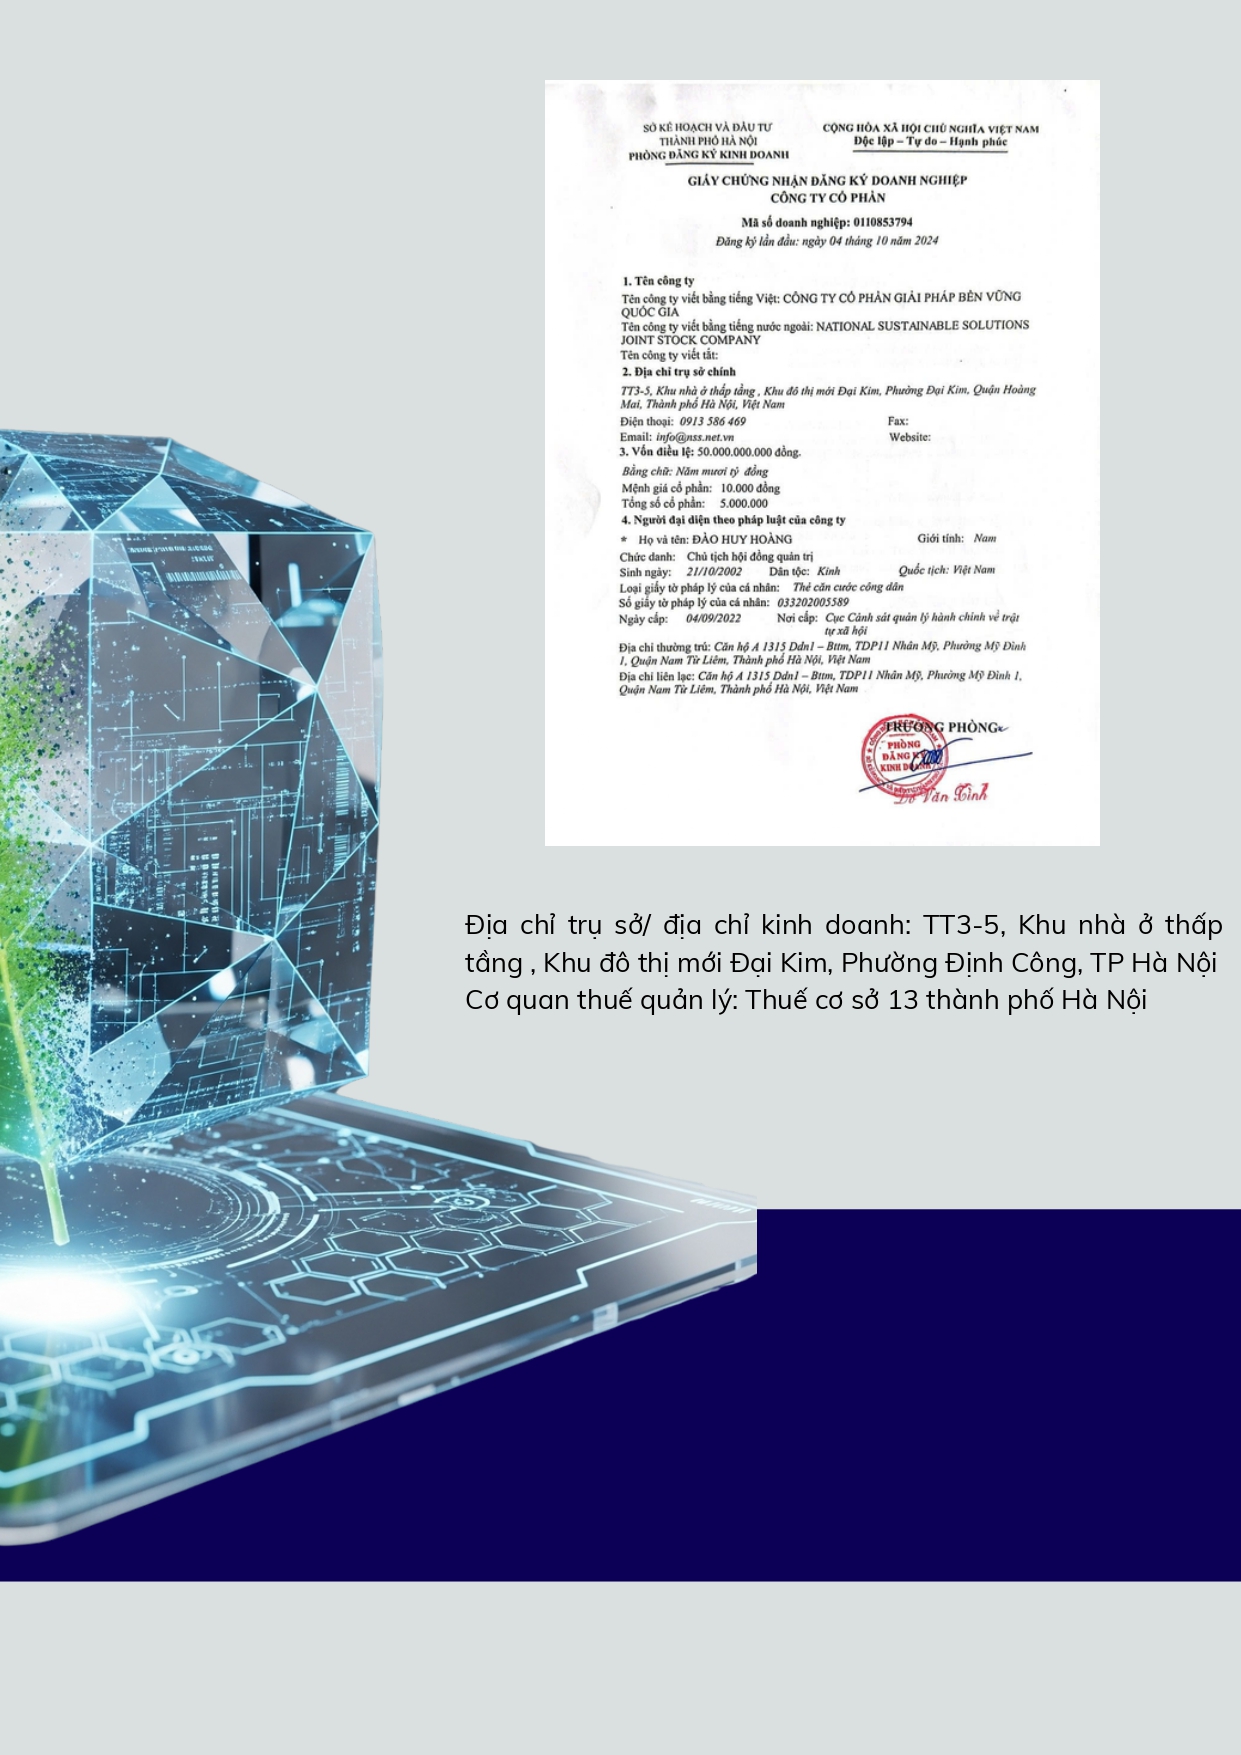 SỞ KẾ HOẠCH VÀ ĐẦU TƯ
THÀNH PHỐ HÀ NỘI
PHÒNG ĐĂNG KÝ KINH DOANH
CỘNG HÒA XÃ HỘI CHỦ NGHĨA VIỆT NAM
Độc lập – Tự do – Hạnh phúc
GIẤY CHỨNG NHẬN ĐĂNG KÝ DOANH NGHIỆP
CÔNG TY CỔ PHẦN
Mã số doanh nghiệp: 0110853794
Đăng ký lần đầu: ngày 04 tháng 10 năm 2024
1. Tên công ty
Tên công ty viết bằng tiếng Việt: CÔNG TY CỔ PHẦN GIẢI PHÁP BỀN VỮNG
QUỐC GIA
Tên công ty viết bằng tiếng nước ngoài: NATIONAL SUSTAINABLE SOLUTIONS
JOINT STOCK COMPANY
Tên công ty viết tắt:
2. Địa chỉ trụ sở chính
TT3-5, Khu nhà ở thấp tầng , Khu đô thị mới Đại Kim, Phường Đại Kim, Quận Hoàng
Mai, Thành phố Hà Nội, Việt Nam
Điện thoại: 0913 586 469 Fax:
Email: info@nss.net.vn Website:
3. Vốn điều lệ: 50.000.000.000 đồng.
Bằng chữ: Năm mươi tỷ đồng
Mệnh giá cổ phần: 10.000 đồng
Tổng số cổ phần: 5.000.000
4. Người đại diện theo pháp luật của công ty
* Họ và tên: ĐÀO HUY HOÀNG Giới tính: Nam
Chức danh: Chủ tịch hội đồng quản trị
Sinh ngày: 21/10/2002 Dân tộc: Kinh Quốc tịch: Việt Nam
Loại giấy tờ pháp lý của cá nhân: Thẻ căn cước công dân
Số giấy tờ pháp lý của cá nhân: 033202005589
Ngày cấp: 04/09/2022 Nơi cấp: Cục Cảnh sát quản lý hành chính về trật
tự xã hội
Địa chỉ thường trú: Căn hộ A 1315 Ddn1 – Bttm, TDP11 Nhân Mỹ, Phường Mỹ Đình
1, Quận Nam Từ Liêm, Thành phố Hà Nội, Việt Nam
Địa chỉ liên lạc: Căn hộ A 1315 Ddn1 – Bttm, TDP11 Nhân Mỹ, Phường Mỹ Đình 1,
Quận Nam Từ Liêm, Thành phố Hà Nội, Việt Nam
TRƯỞNG PHÒNG
PHÒNG
ĐĂNG KÝ
KINH DOANH
Văn
Địa chỉ trụ sở/ địa chỉ kinh doanh: TT3-5, Khu nhà ở thấp
tầng , Khu đô thị mới Đại Kim, Phường Định Công, TP Hà Nội
Cơ quan thuế quản lý: Thuế cơ sở 13 thành phố Hà Nội